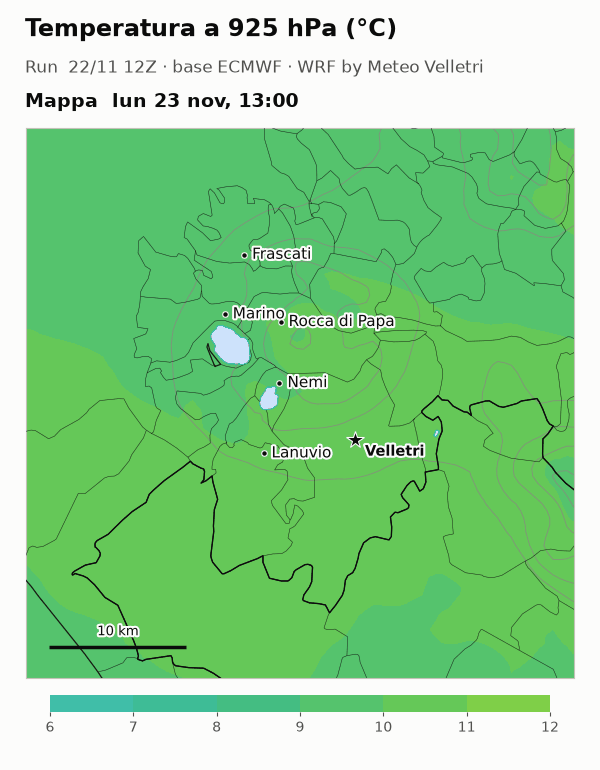 Temperatura a 925 hPa (°C)
Run  22/11 12Z · base ECMWF · WRF by Meteo Velletri
Mappa  lun 23 nov, 13:00
Frascati
Marino
Rocca di Papa
Nemi
Velletri
Lanuvio
10 km
6 7 8 9 10 11 12